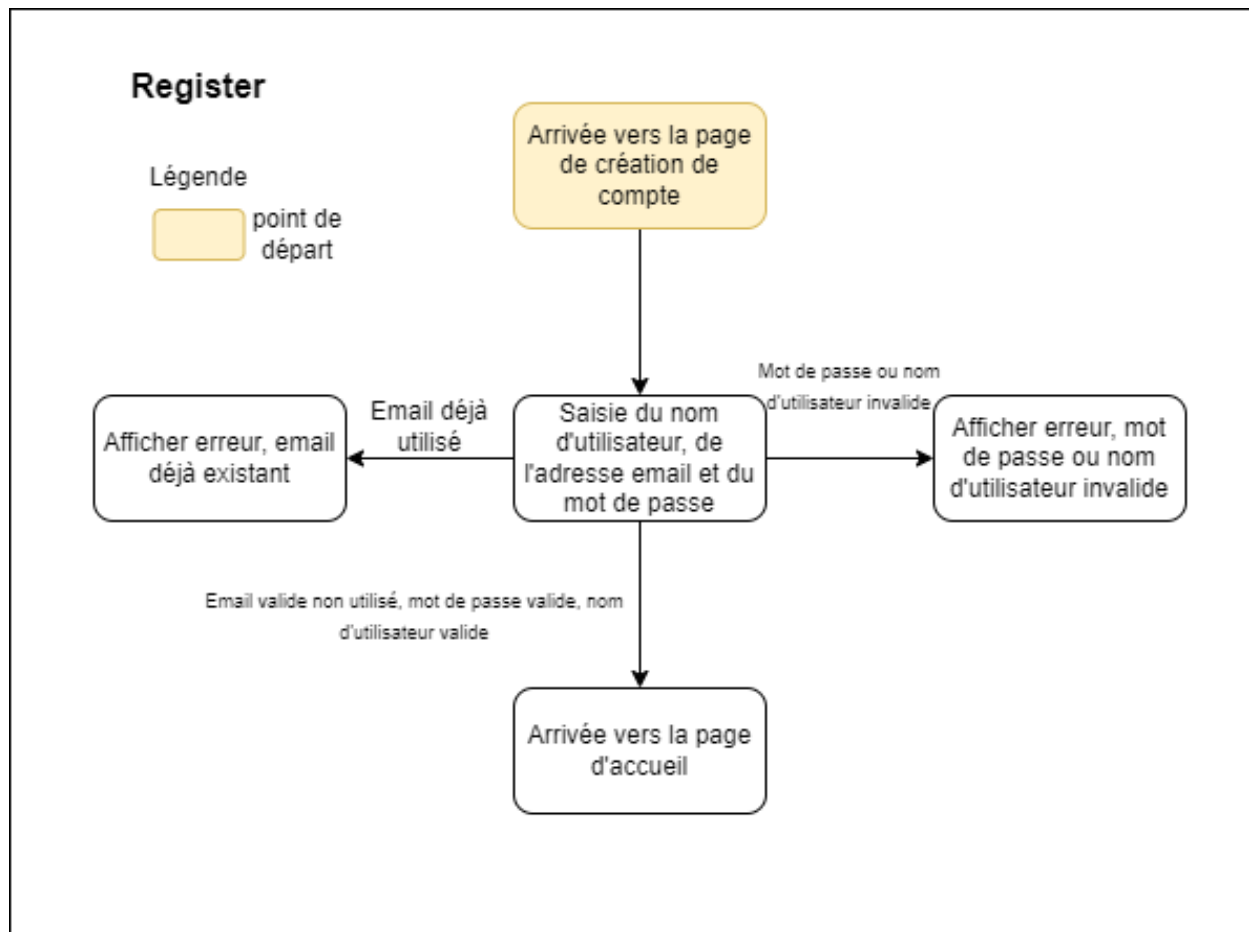 Register
Arrivée vers la page
de création de
compte
Légende
point de
départ
Mot de passe ou nom
d'utilisateur invalide
Email déjà
utilisé
Afficher erreur, email
déjà existant
Saisie du nom
d'utilisateur, de
l'adresse email et du
mot de passe
Afficher erreur, mot
de passe ou nom
d'utilisateur invalide
Email valide non utilisé, mot de passe valide, nom
d'utilisateur valide
Arrivée vers la page
d'accueil